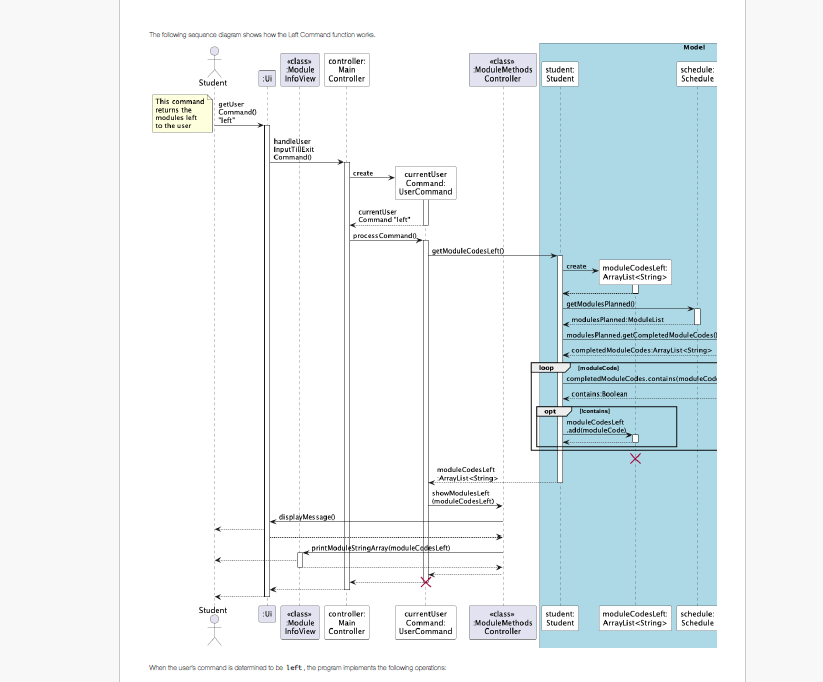 The following sequence diagram shows how the Left Command function works.
Model
Student
:Ui
«class»
:Module
InfoView
controller:
Main
Controller
«class»
:ModuleMethods
Controller
student:
Student
schedule:
Schedule
This command
returns the
modules left
to the user
getUser
Command()
"left"
handleUser
InputTillExit
Command()
create
currentUser
Command:
UserCommand
currentUser
Command "left"
processCommand()
getModuleCodesLeft()
create
moduleCodesLeft:
ArrayList<String>
getModulesPlanned()
modulesPlanned:ModuleList
modulesPlanned.getCompletedModuleCodes()
completedModuleCodes:ArrayList<String>
loop
[moduleCode]
completedModuleCodes.contains(moduleCode
contains:Boolean
opt
[!contains]
moduleCodesLeft
.add(moduleCode)
moduleCodesLeft
:ArrayList<String>
showModulesLeft
(moduleCodesLeft)
displayMessage()
printModuleStringArray(moduleCodesLeft)
Student
:Ui
«class»
:Module
InfoView
controller:
Main
Controller
currentUser
Command:
UserCommand
«class»
:ModuleMethods
Controller
student:
Student
moduleCodesLeft:
ArrayList<String>
schedule:
Schedule
When the user's command is determined to be left, the program implements the following operations: